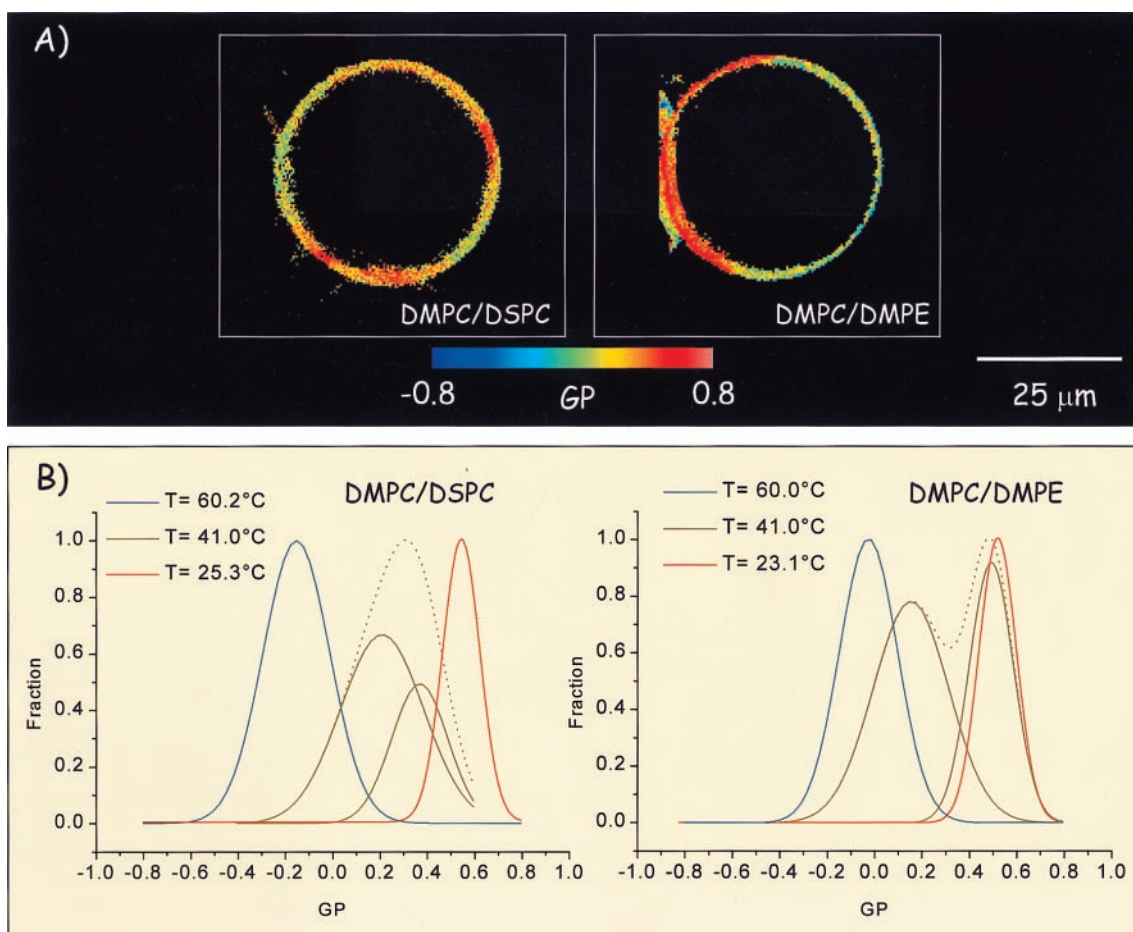 A)
DMPC/DSPC
DMPC/DMPE
-0.8 GP 0.8
25 μm
B)
T= 60.2°C
T= 41.0°C
T= 25.3°C
DMPC/DSPC
1.0
0.8
0.6
0.4
0.2
0.0
Fraction
-1.0 -0.8 -0.6 -0.4 -0.2 0.0 0.2 0.4 0.6 0.8 1.0
GP
T= 60.0°C
T= 41.0°C
T= 23.1°C
DMPC/DMPE
1.0
0.8
0.6
0.4
0.2
0.0
Fraction
-1.0 -0.8 -0.6 -0.4 -0.2 0.0 0.2 0.4 0.6 0.8 1.0
GP